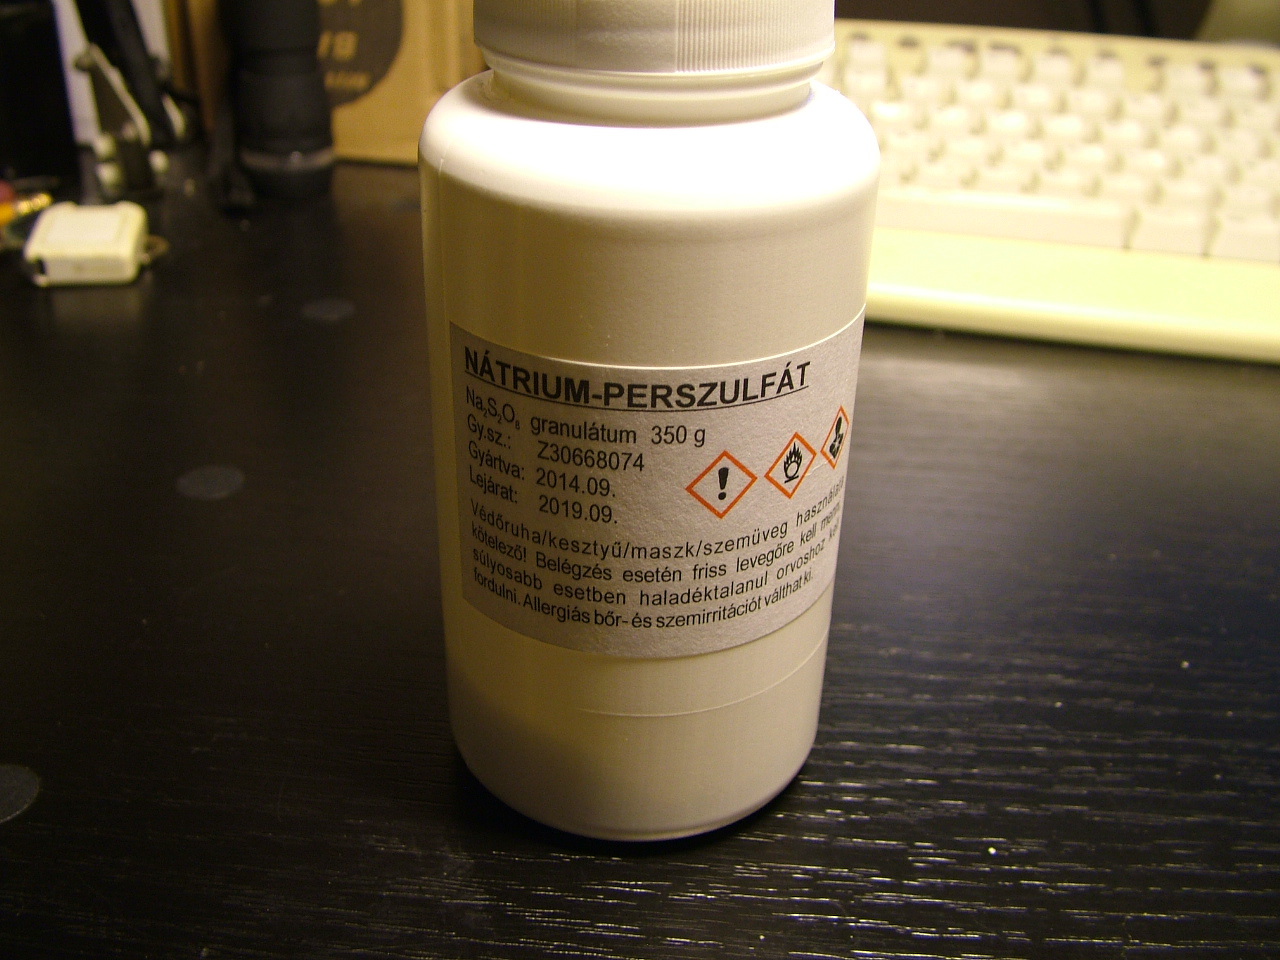 NÁTRIUM-PERSZULFÁT
Na₂S₂O₈ granulátum 350 g
Gy.sz.: Z30668074
Gyártva: 2014.09.
Lejárat: 2019.09.
Védőruha/kesztyű/maszk/szemüveg
kötelező! Belégzés esetén friss levegőre kell
súlyosabb esetben haladéktalanul orvoshoz
fordulni. Allergiás bőr- és szemirritációt válthat ki.